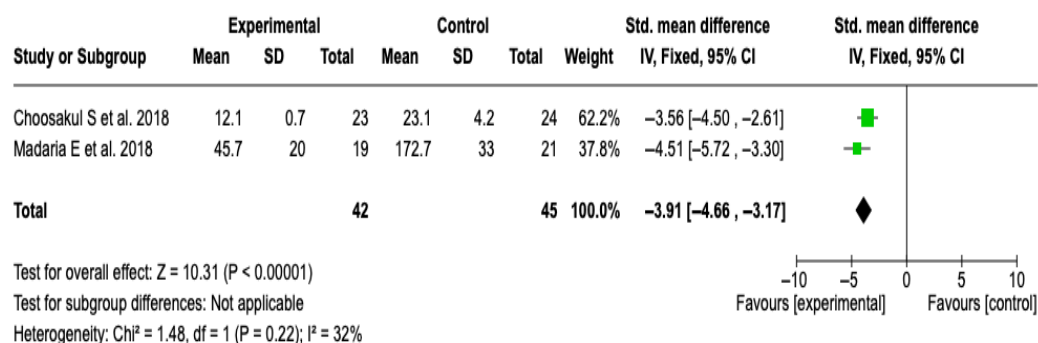 Experimental Control Std. mean difference Std. mean difference
Study or Subgroup Mean SD Total Mean SD Total Weight IV, Fixed, 95% CI IV, Fixed, 95% CI
Choosakul S et al. 2018 12.1 0.7 23 23.1 4.2 24 62.2% −3.56 [−4.50 , −2.61]
Madaria E et al. 2018 45.7 20 19 172.7 33 21 37.8% −4.51 [−5.72 , −3.30]
Total 42 45 100.0% −3.91 [−4.66 , −3.17]
Test for overall effect: Z = 10.31 (P < 0.00001)
Test for subgroup differences: Not applicable
Heterogeneity: Chi² = 1.48, df = 1 (P = 0.22); I² = 32%
−10 −5 0 5 10
Favours [experimental] Favours [control]